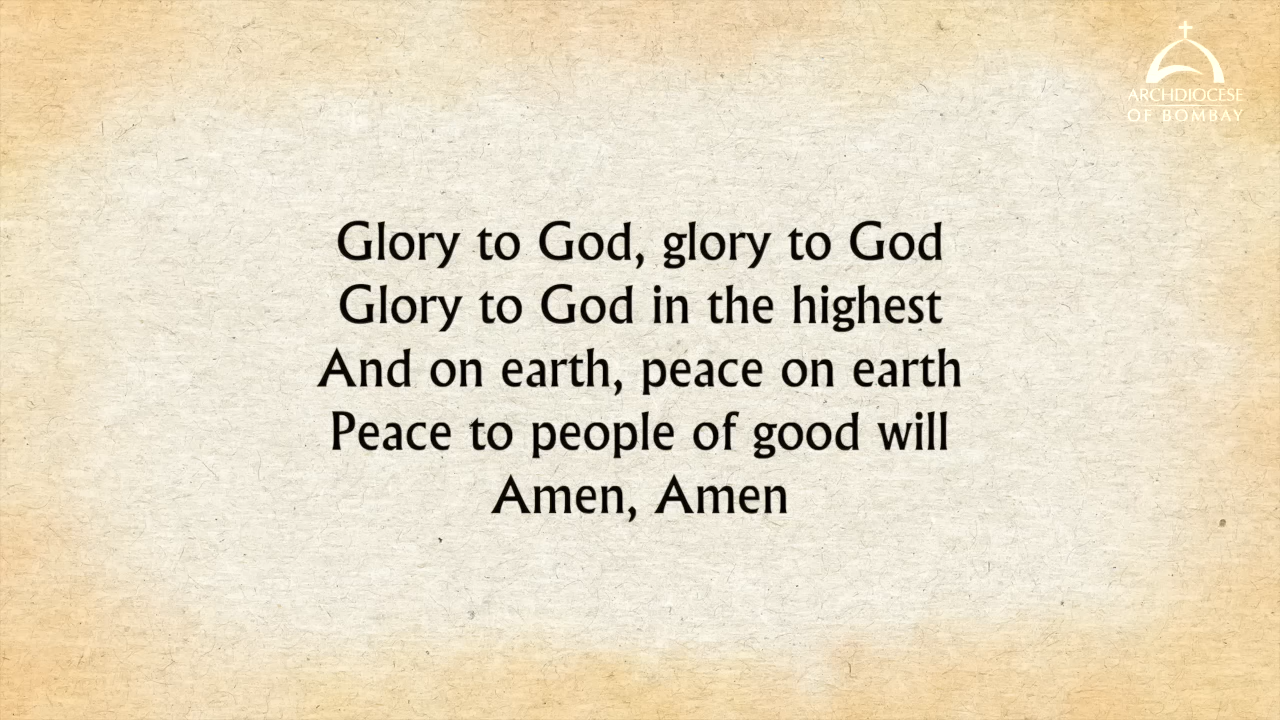 ARCHDIOCESE
OF BOMBAY
Glory to God, glory to God
Glory to God in the highest
And on earth, peace on earth
Peace to people of good will
Amen, Amen